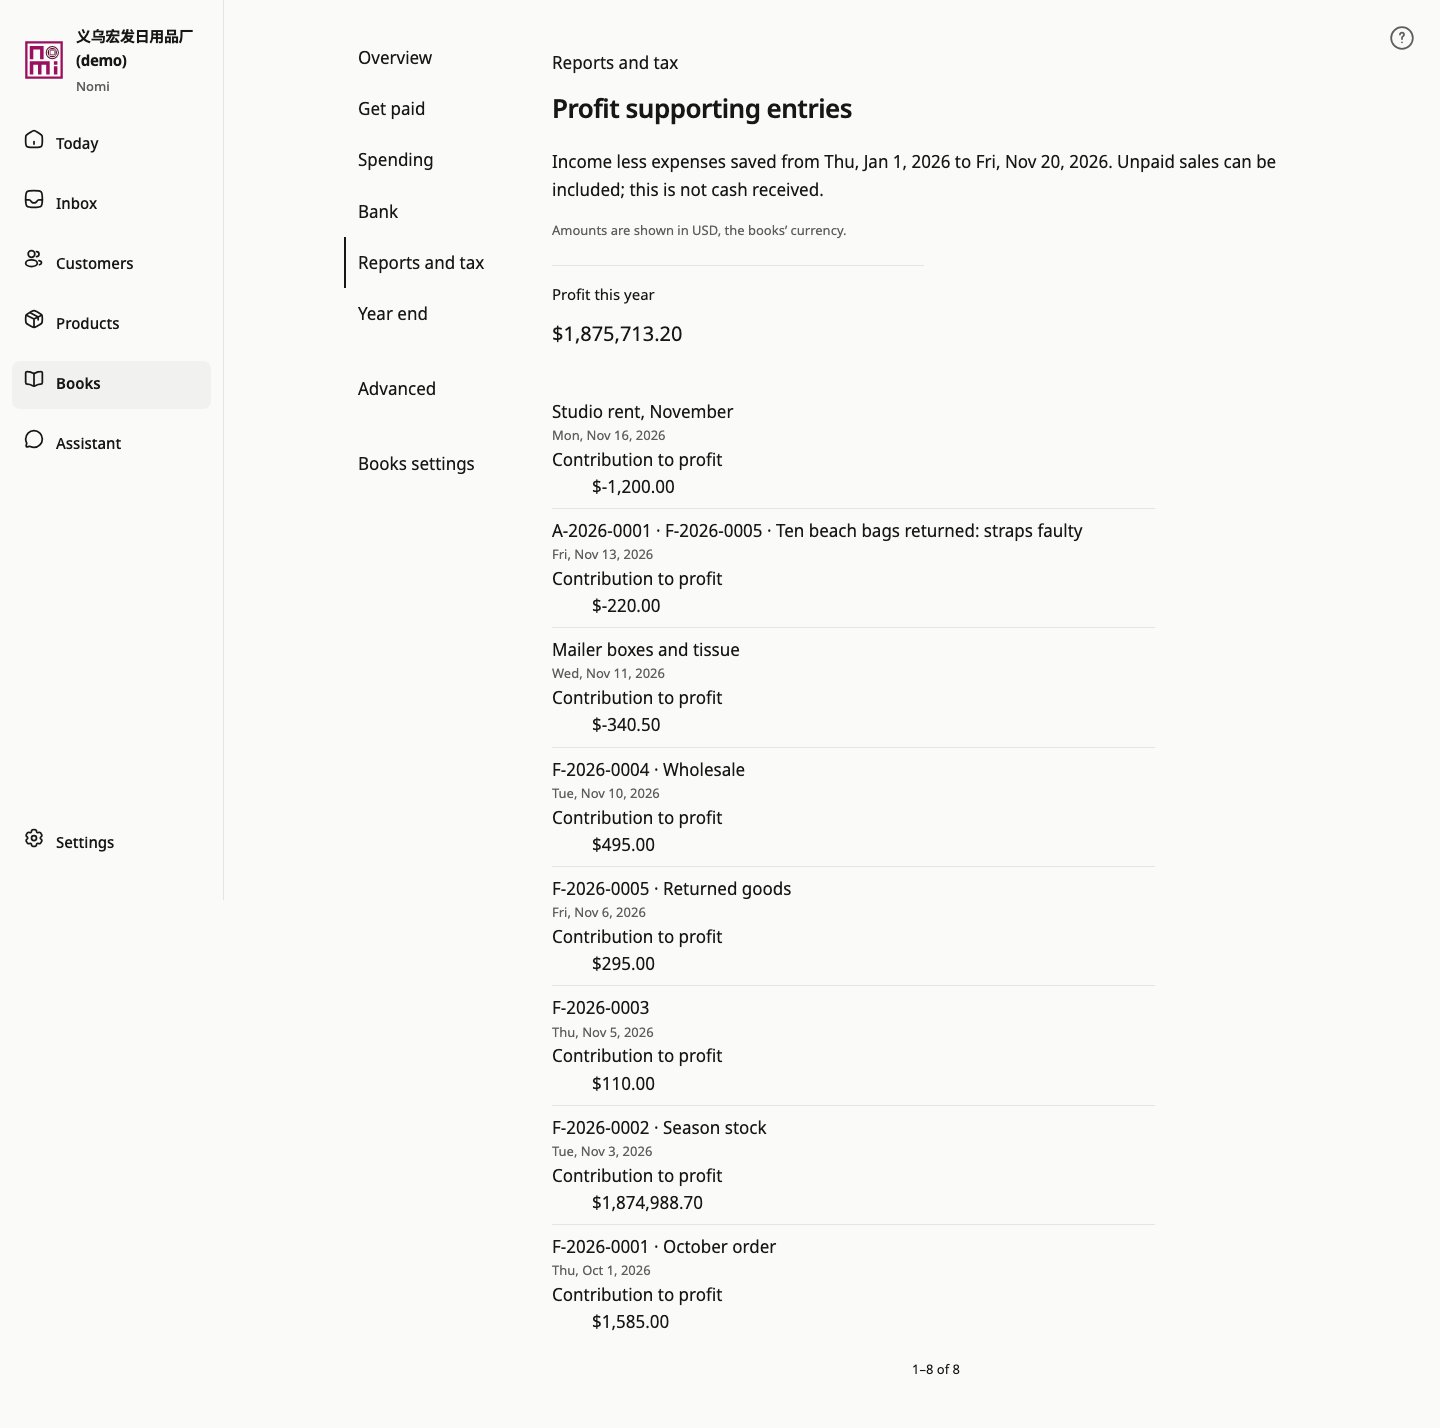 义乌宏发日用品厂
(demo)
Nomi
Today
Inbox
Customers
Products
Books
Assistant
Settings
Overview
Get paid
Spending
Bank
Reports and tax
Year end
Advanced
Books settings
Reports and tax
Profit supporting entries
Income less expenses saved from Thu, Jan 1, 2026 to Fri, Nov 20, 2026. Unpaid sales can be
included; this is not cash received.
Amounts are shown in USD, the books’ currency.
Profit this year
$1,875,713.20
Studio rent, November
Mon, Nov 16, 2026
Contribution to profit
$-1,200.00
A-2026-0001 · F-2026-0005 · Ten beach bags returned: straps faulty
Fri, Nov 13, 2026
Contribution to profit
$-220.00
Mailer boxes and tissue
Wed, Nov 11, 2026
Contribution to profit
$-340.50
F-2026-0004 · Wholesale
Tue, Nov 10, 2026
Contribution to profit
$495.00
F-2026-0005 · Returned goods
Fri, Nov 6, 2026
Contribution to profit
$295.00
F-2026-0003
Thu, Nov 5, 2026
Contribution to profit
$110.00
F-2026-0002 · Season stock
Tue, Nov 3, 2026
Contribution to profit
$1,874,988.70
F-2026-0001 · October order
Thu, Oct 1, 2026
Contribution to profit
$1,585.00
1–8 of 8